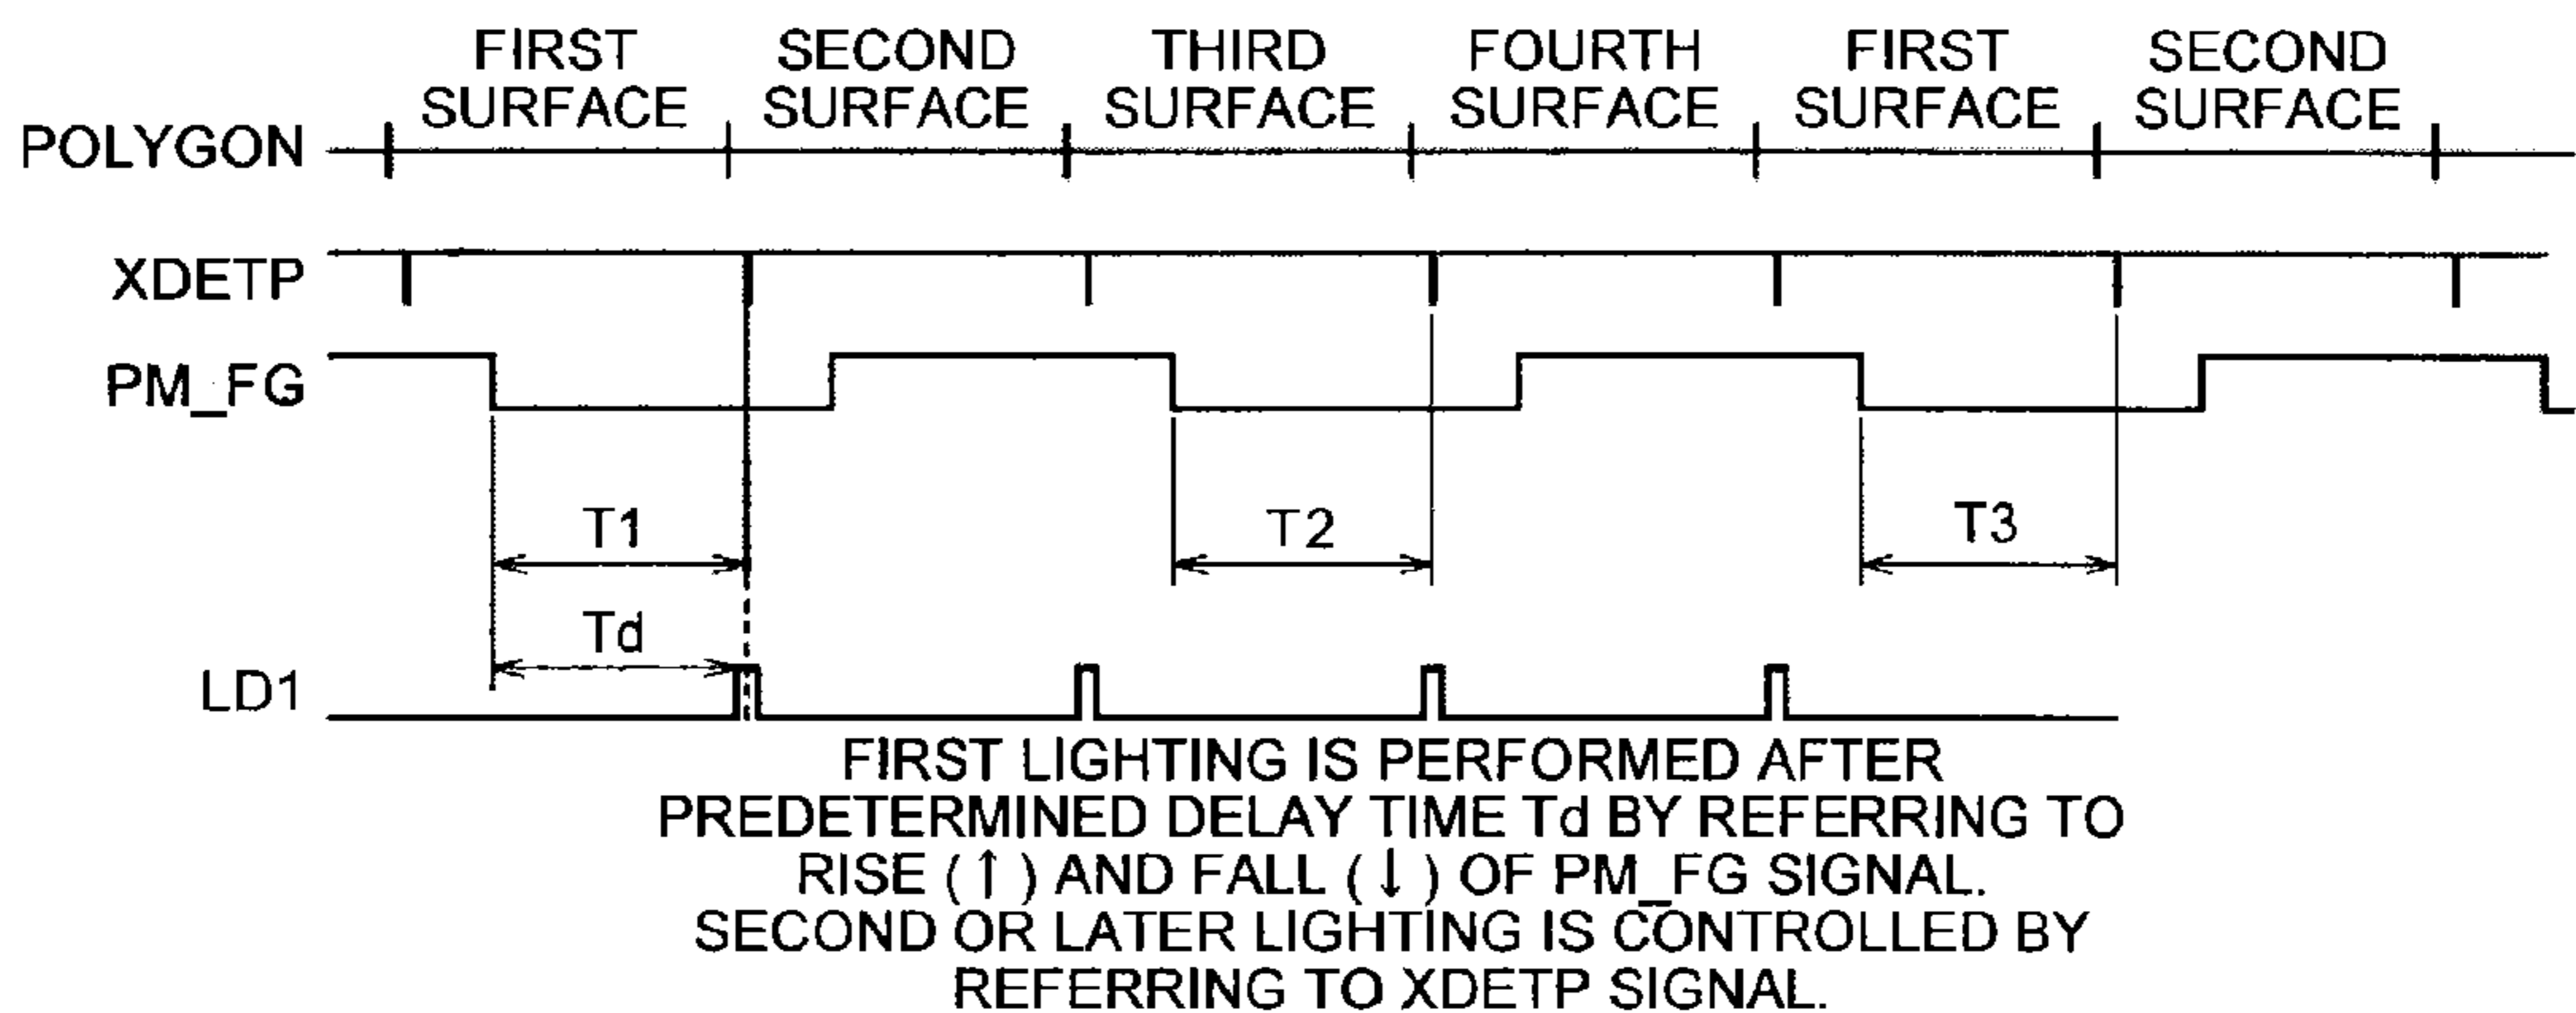 FIRST SECOND THIRD FOURTH FIRST SECOND
SURFACE SURFACE SURFACE SURFACE SURFACE SURFACE
POLYGON
XDETP
PM_FG
T1 T2 T3
Td
LD1
FIRST LIGHTING IS PERFORMED AFTER
PREDETERMINED DELAY TIME Td BY REFERRING TO
RISE (↑) AND FALL (↓) OF PM_FG SIGNAL.
SECOND OR LATER LIGHTING IS CONTROLLED BY
REFERRING TO XDETP SIGNAL.